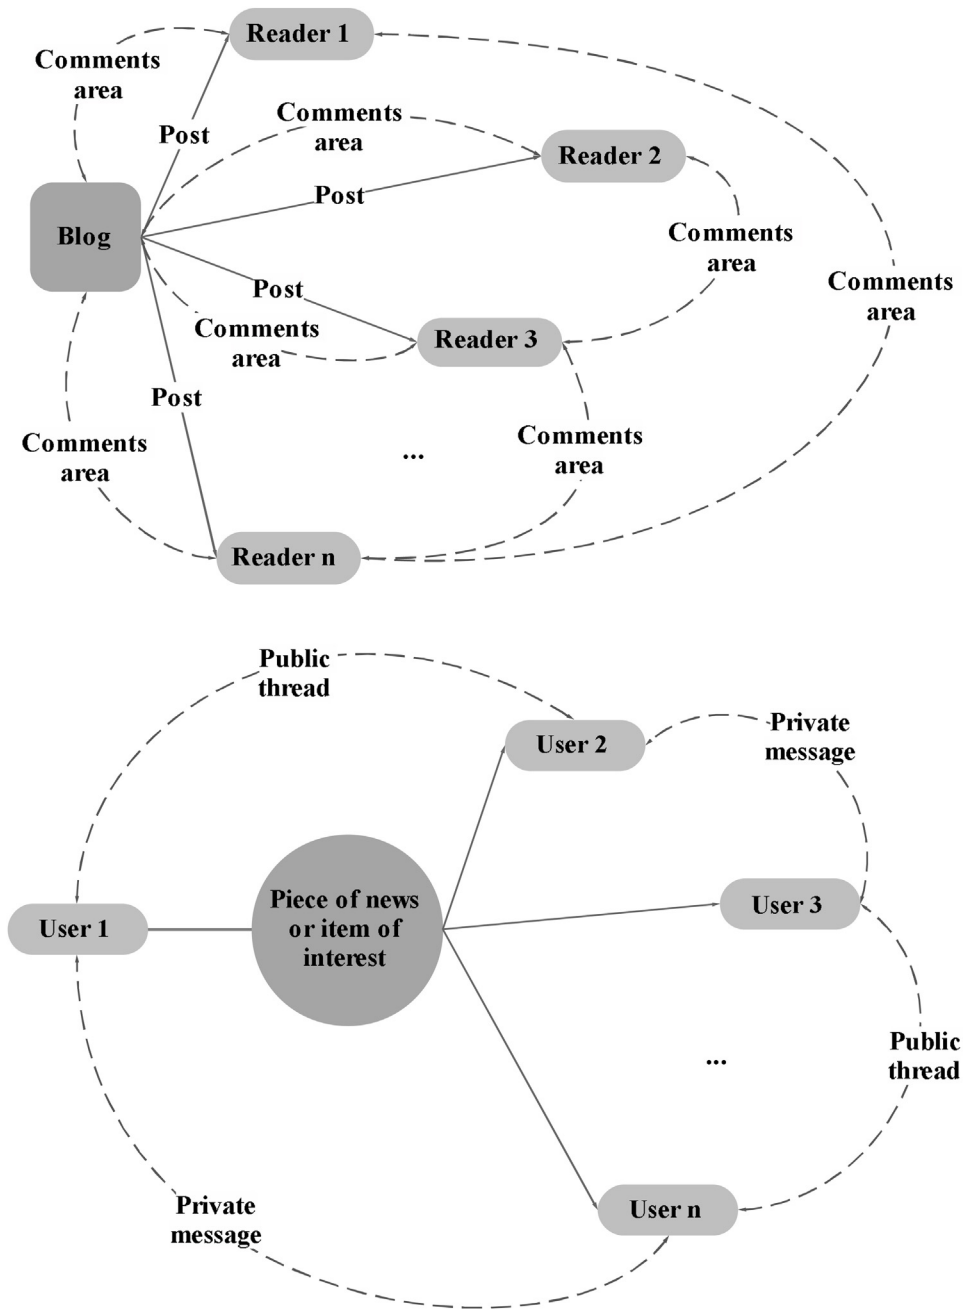 Reader 1
Comments
area
Comments
area
Post
Reader 2
Post
Blog
Comments
area
Comments
area
Post
Comments
area
Reader 3
Post
Comments
area
Comments
area
...
Reader n
Public
thread
User 2
Private
message
Piece of news
or item of
interest
User 1
User 3
Public
thread
...
Private
message
User n